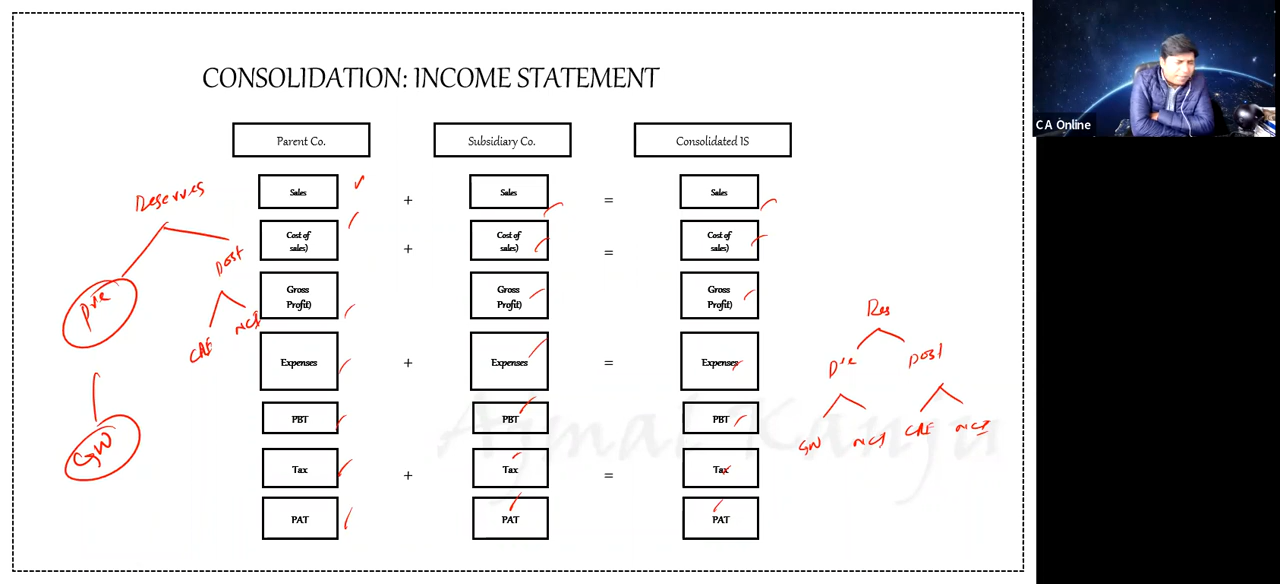 CONSOLIDATION: INCOME STATEMENT
C A Online
Parent Co.
Subsidiary Co.
Consolidated IS
Sales
+
Sales
=
Sales
Cost of
sales)
+
Cost of
sales)
=
Cost of
sales)
Gross
Profit)
Gross
Profit)
Gross
Profit)
Expenses
+
Expenses
=
Expenses
PBT
PBT
PBT
Tax
+
Tax
=
Tax
PAT
PAT
PAT
Reserves
Pre
Post
CRE
NCI
GW
Res
Pre
Post
GW
NCI
CRE
NCI
Ajmal Kanju